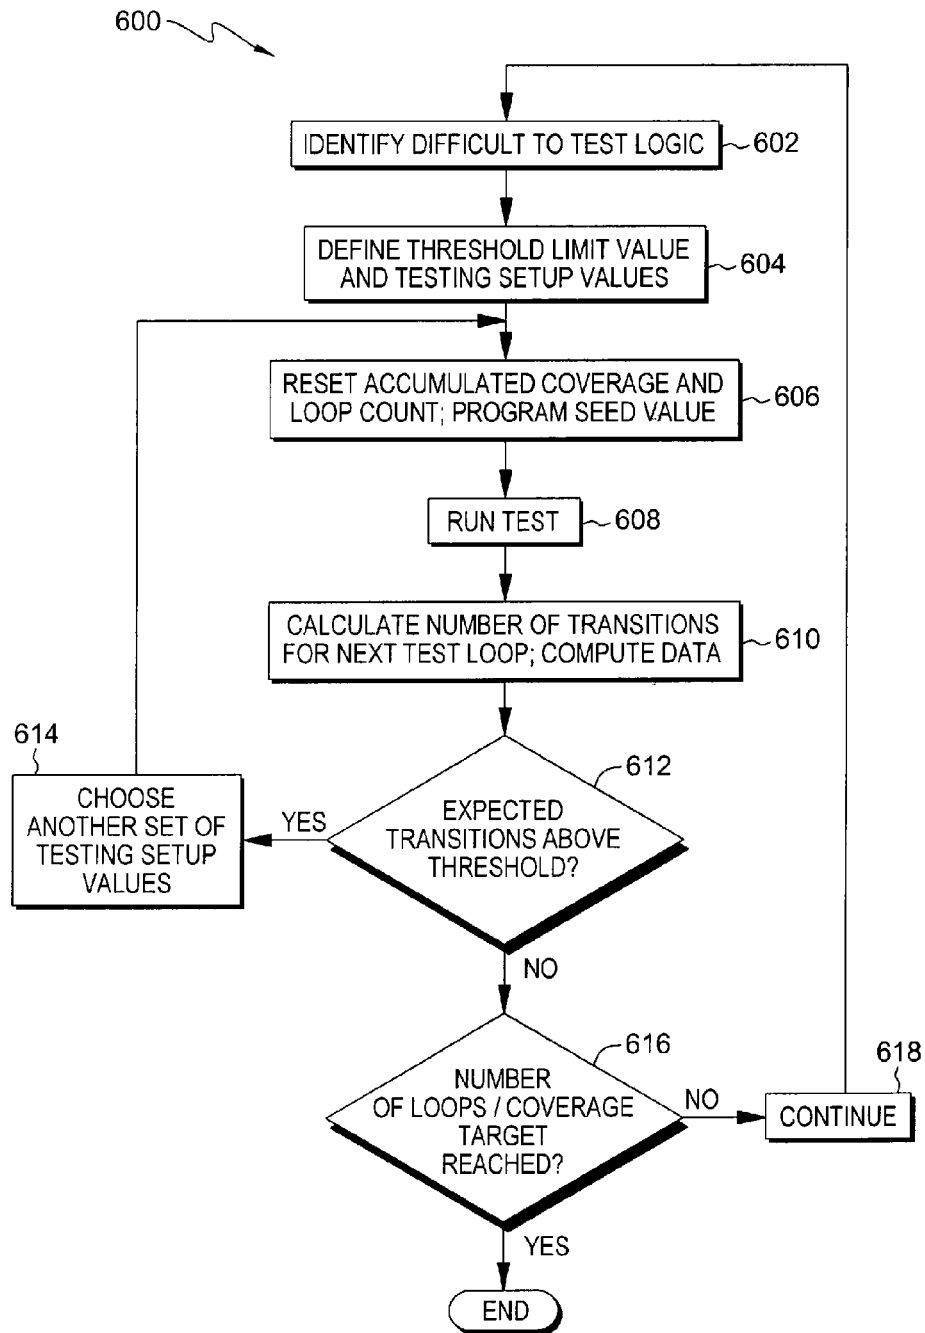 600
IDENTIFY DIFFICULT TO TEST LOGIC
602
DEFINE THRESHOLD LIMIT VALUE
AND TESTING SETUP VALUES
604
RESET ACCUMULATED COVERAGE AND
LOOP COUNT; PROGRAM SEED VALUE
606
RUN TEST
608
CALCULATE NUMBER OF TRANSITIONS
FOR NEXT TEST LOOP; COMPUTE DATA
610
612
EXPECTED
TRANSITIONS ABOVE
THRESHOLD?
YES
614
CHOOSE
ANOTHER SET OF
TESTING SETUP
VALUES
NO
616
NUMBER
OF LOOPS / COVERAGE
TARGET
REACHED?
NO
618
CONTINUE
YES
END